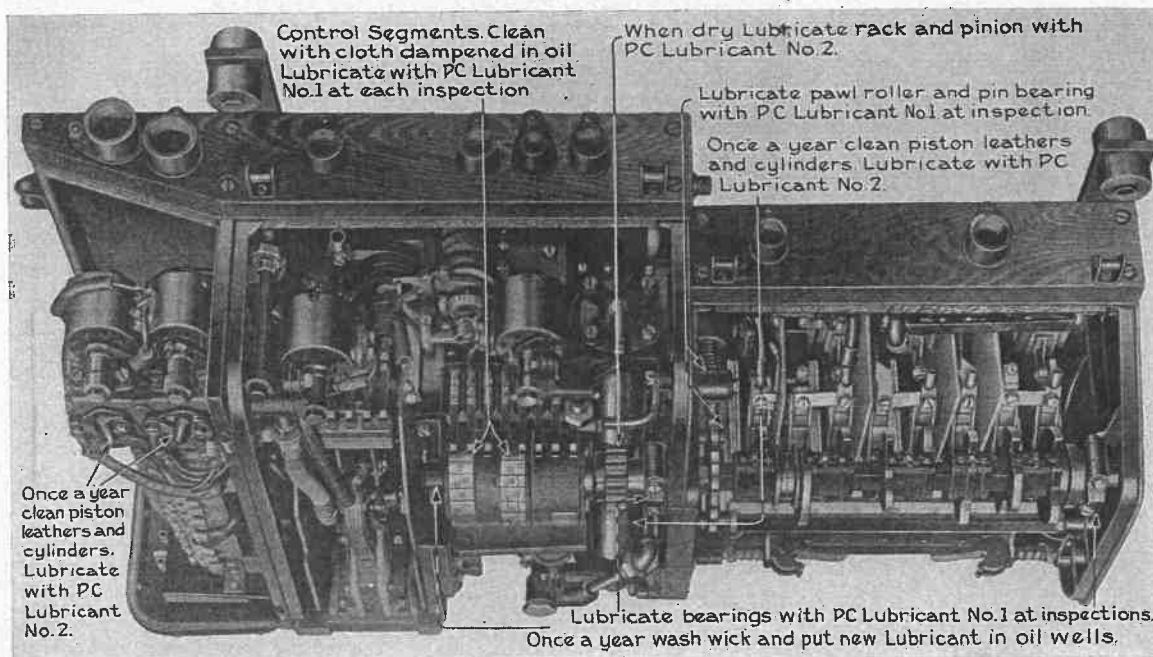 Control Segments. Clean
with cloth dampened in oil
Lubricate with PC Lubricant
No.1 at each inspection
When dry Lubricate rack and pinion with
PC Lubricant No.2.
Lubricate pawl roller and pin bearing
with PC Lubricant No.1 at inspection.
Once a year clean piston leathers
and cylinders. Lubricate with PC
Lubricant No.2.
Once a year
clean piston
leathers and
cylinders.
Lubricate
with PC
Lubricant
No.2.
Lubricate bearings with PC Lubricant No.1 at inspections.
Once a year wash wick and put new Lubricant in oil wells.